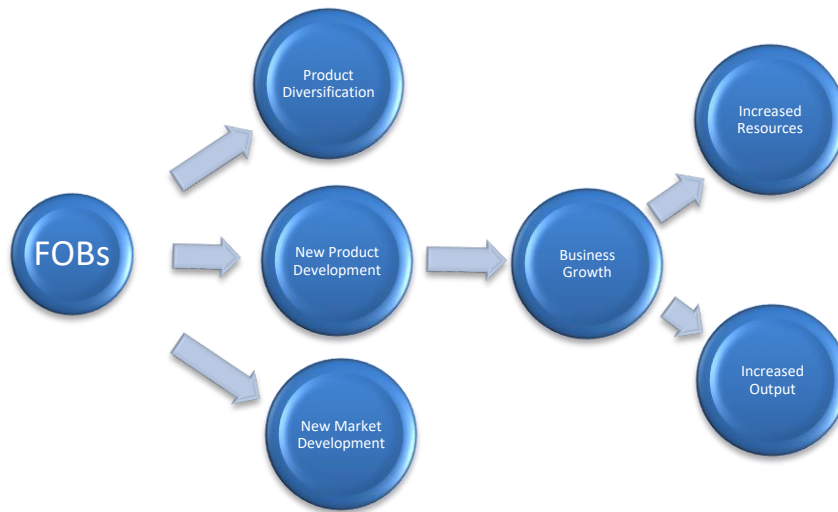 FOBs
Product
Diversification
New Product
Development
New Market
Development
Business
Growth
Increased
Resources
Increased
Output